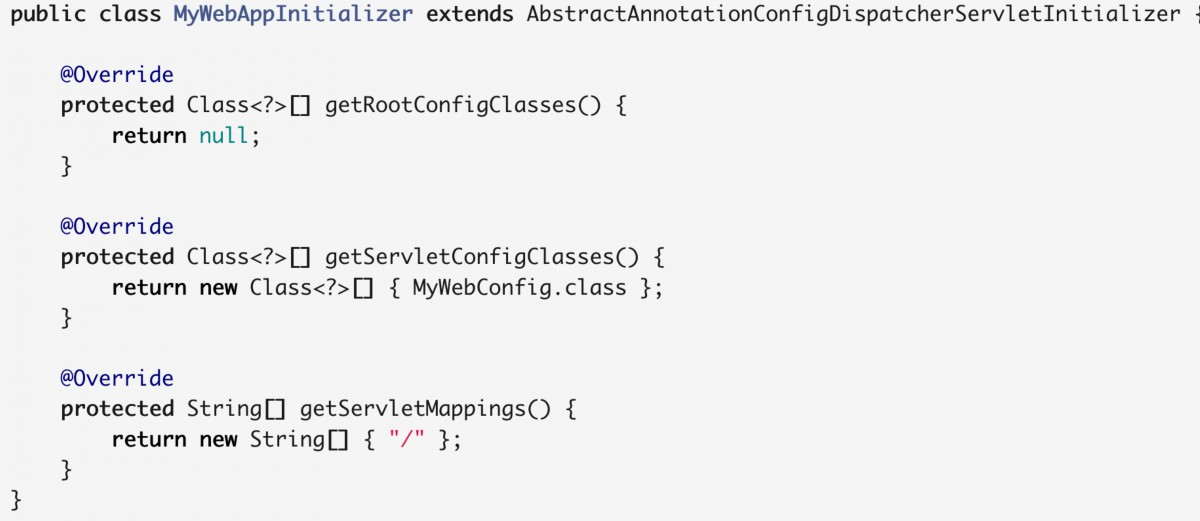 public class MyWebAppInitializer extends AbstractAnnotationConfigDispatcherServletInitializer {
@Override
protected Class<?>[] getRootConfigClasses() {
return null;
}
@Override
protected Class<?>[] getServletConfigClasses() {
return new Class<?>[] { MyWebConfig.class };
}
@Override
protected String[] getServletMappings() {
return new String[] { "/" };
}
}